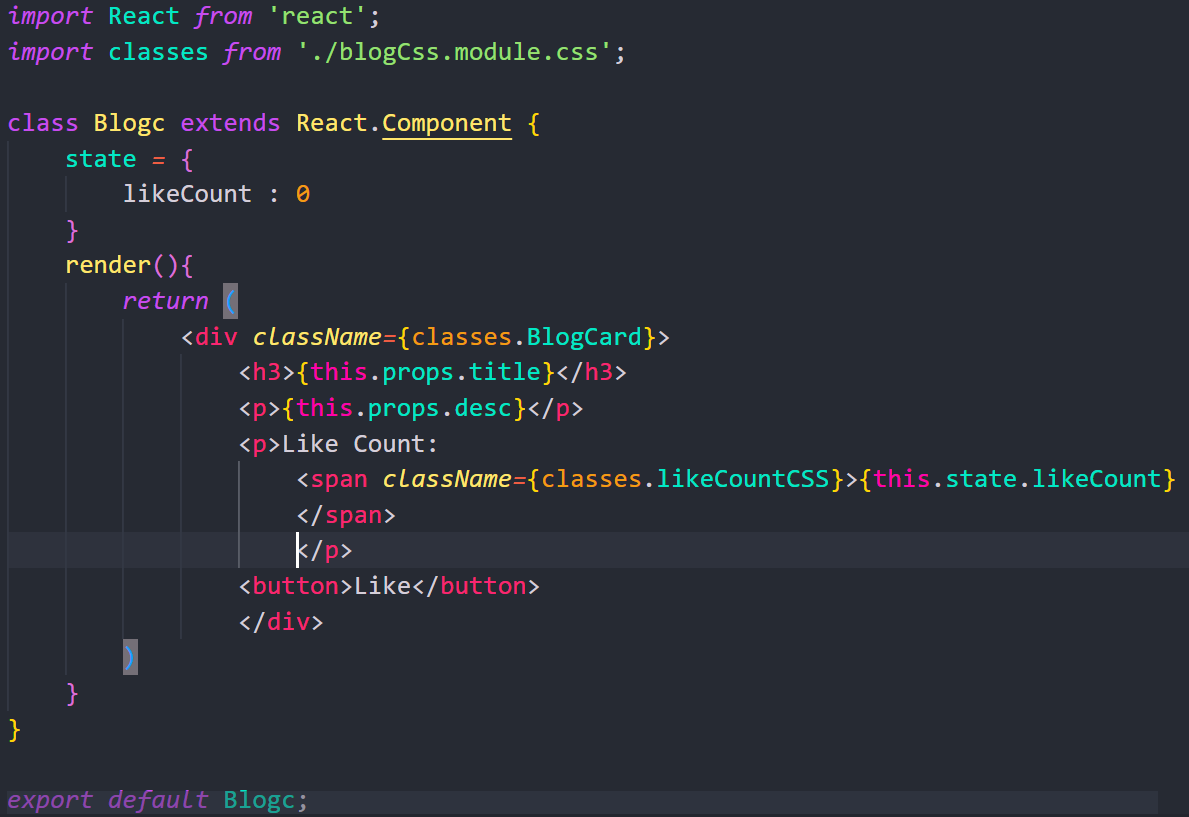 import React from 'react';
import classes from './blogCss.module.css';

class Blogc extends React.Component {
    state = {
        likeCount : 0
    }
    render(){
        return (
            <div className={classes.BlogCard}>
                <h3>{this.props.title}</h3>
                <p>{this.props.desc}</p>
                <p>Like Count:
                    <span className={classes.likeCountCSS}>{this.state.likeCount}
                    </span>
                    </p>
                <button>Like</button>
                </div>
        )
    }
}

export default Blogc;